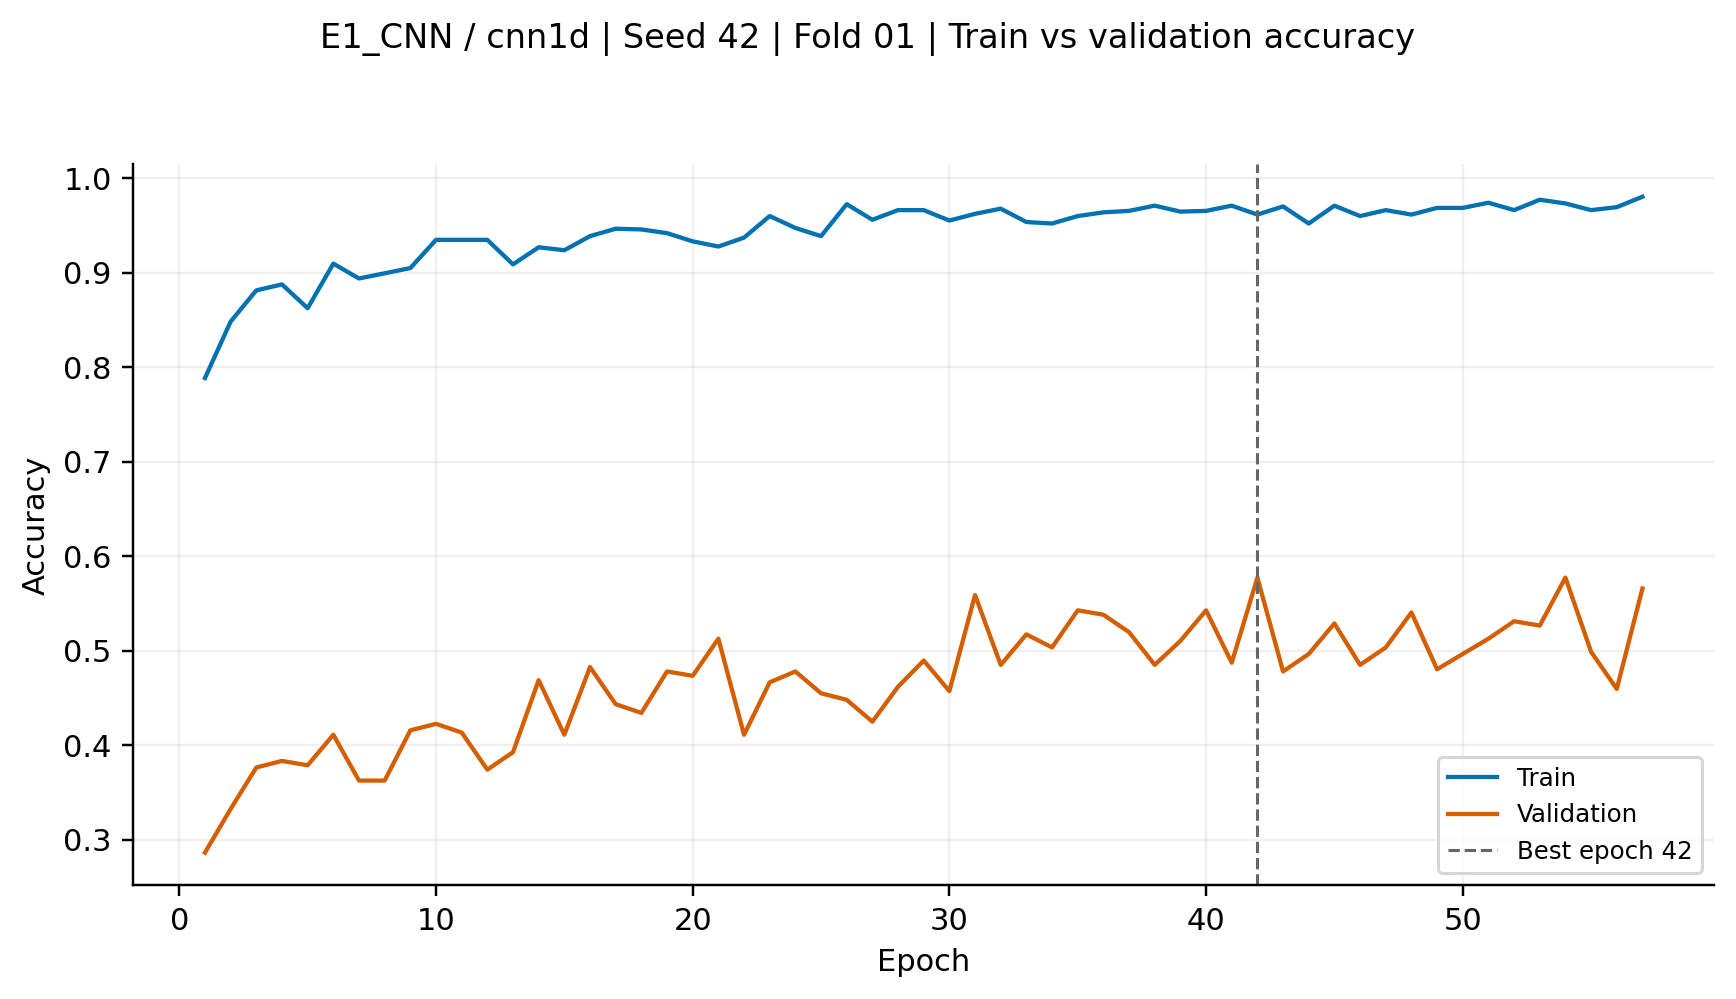 E1_CNN / cnn1d | Seed 42 | Fold 01 | Train vs validation accuracy
1.0
0.9
0.8
0.7
0.6
0.5
0.4
0.3
Accuracy
Train
Validation
Best epoch 42
0 10 20 30 40 50
Epoch